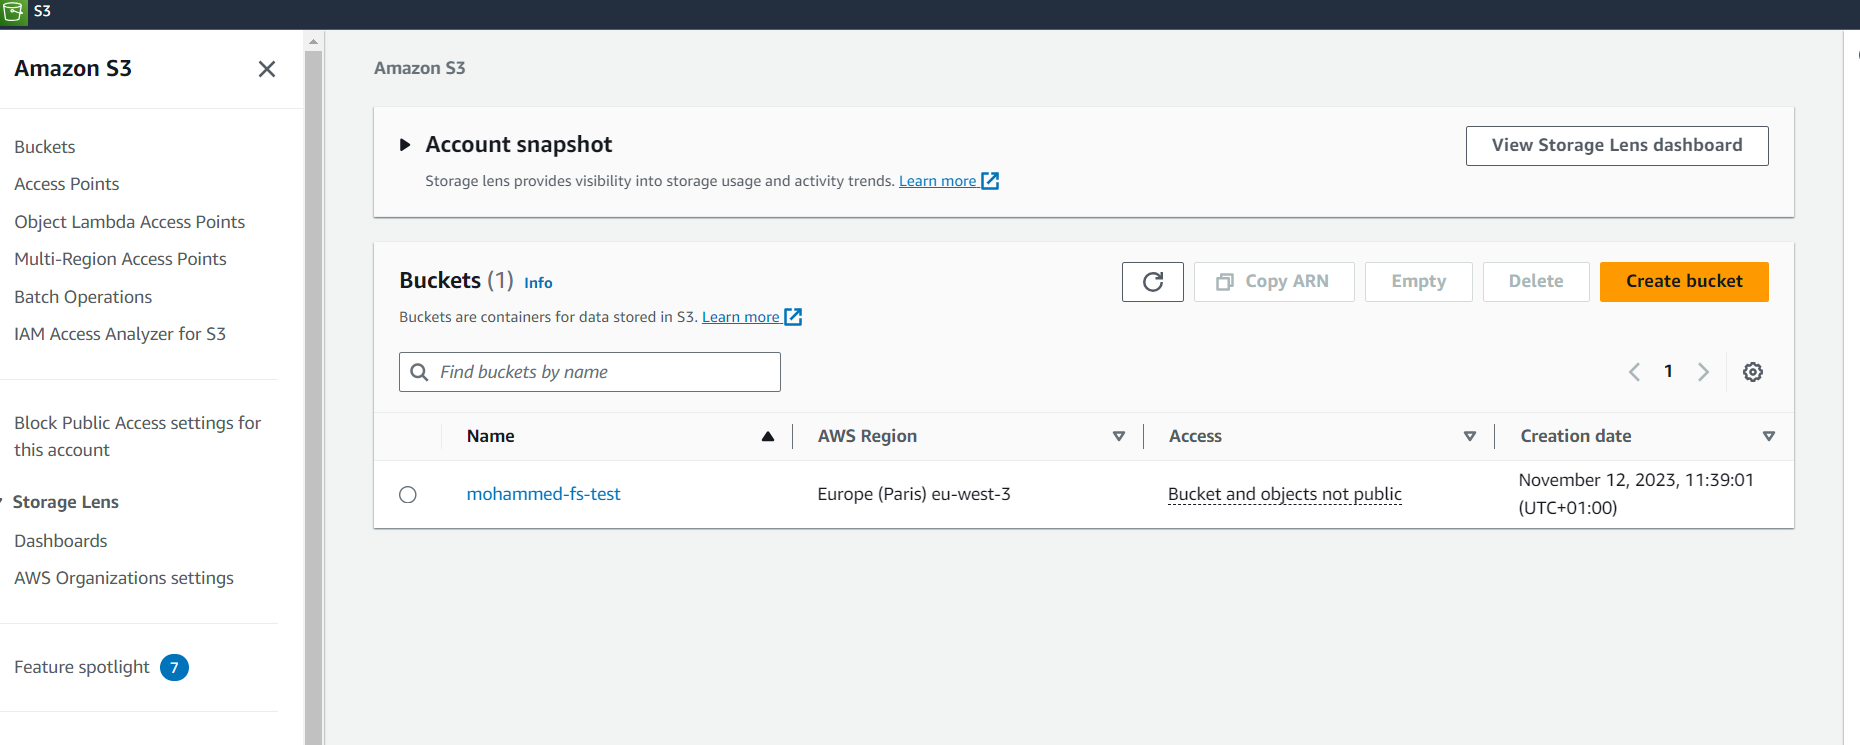 S3
Amazon S3
Buckets
Access Points
Object Lambda Access Points
Multi-Region Access Points
Batch Operations
IAM Access Analyzer for S3
Block Public Access settings for
this account
Storage Lens
Dashboards
AWS Organizations settings
Feature spotlight 7
Amazon S3
Account snapshot
View Storage Lens dashboard
Storage lens provides visibility into storage usage and activity trends. Learn more
Buckets (1) Info
Copy ARN Empty Delete Create bucket
Buckets are containers for data stored in S3. Learn more
Find buckets by name
1
Name AWS Region Access Creation date
mohammed-fs-test Europe (Paris) eu-west-3 Bucket and objects not public November 12, 2023, 11:39:01
(UTC+01:00)